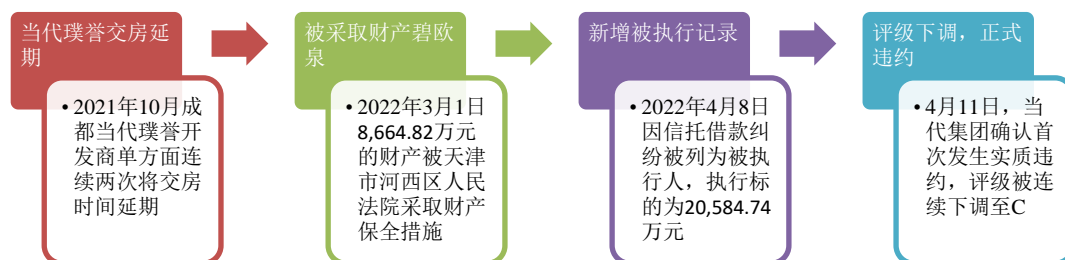 当代璞誉交房延
期
• 2021年10月成
都当代璞誉开
发商单方面连
续两次将交房
时间延期
被采取财产碧欧
泉
• 2022年3月1日
8,664.82万元
的财产被天津
市河西区人民
法院采取财产
保全措施
新增被执行记录
• 2022年4月8日
因信托借款纠
纷被列为被执
行人，执行标
的为20,584.74
万元
评级下调，正式
违约
• 4月11日，当
代集团确认首
次发生实质违
约，评级被连
续下调至C